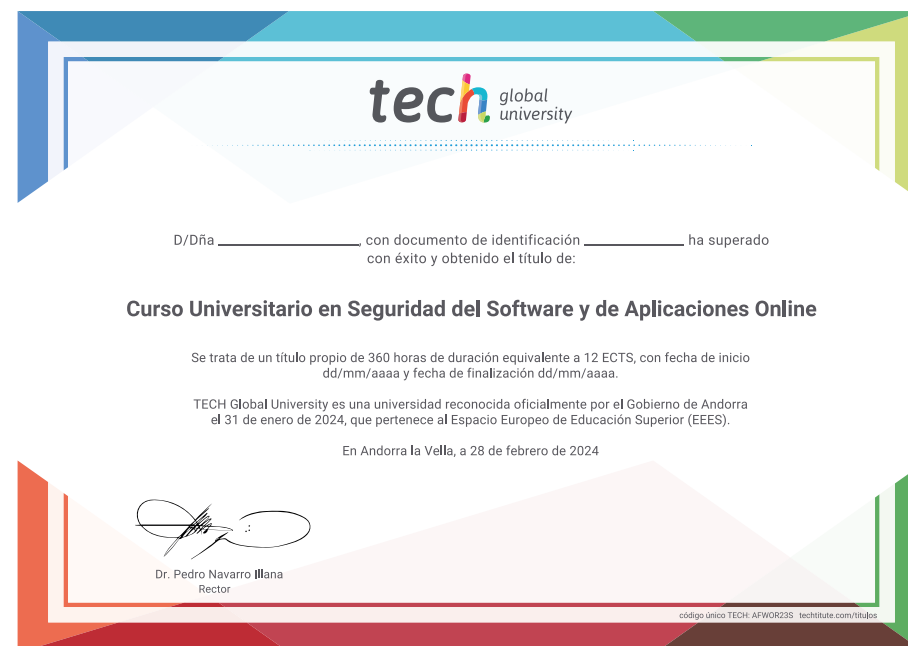 tech global university
D/Dña ____________________, con documento de identificación ______________ ha superado
con éxito y obtenido el título de:
Curso Universitario en Seguridad del Software y de Aplicaciones Online
Se trata de un título propio de 360 horas de duración equivalente a 12 ECTS, con fecha de inicio
dd/mm/aaaa y fecha de finalización dd/mm/aaaa.
TECH Global University es una universidad reconocida oficialmente por el Gobierno de Andorra
el 31 de enero de 2024, que pertenece al Espacio Europeo de Educación Superior (EEES).
En Andorra la Vella, a 28 de febrero de 2024
Dr. Pedro Navarro Illana
Rector
código único TECH: AFWOR23S techtitute.com/titulos